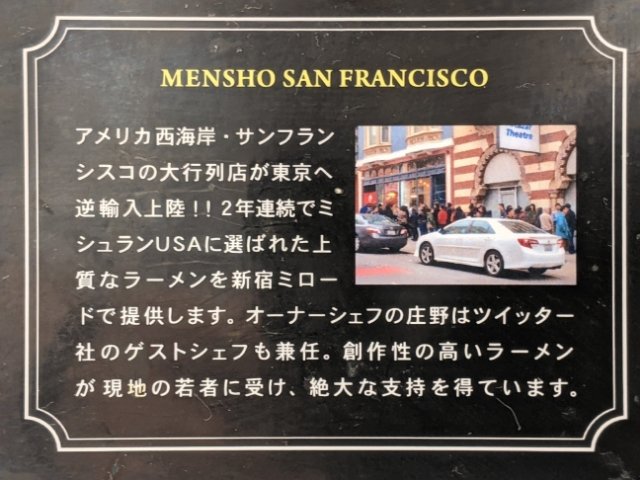 MENSHO SAN FRANCISCO
アメリカ西海岸・サンフラン
シスコの大行列店が東京へ
逆輸入上陸!! 2年連続でミ
シュランUSAに選ばれた上
質なラーメンを新宿ミロー
ドで提供します。オーナーシェフの庄野はツイッター
社のゲストシェフも兼任。創作性の高いラーメン
が現地の若者に受け、絶大な支持を得ています。
Theatre